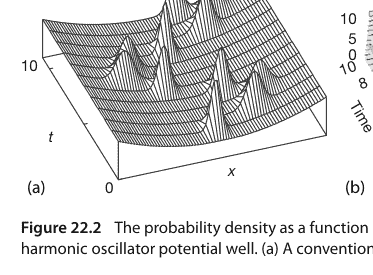 10
t
(a)
0
x
10
5
0
10
8
Time
(b)
Figure 22.2 The probability density as a function
harmonic oscillator potential well. (a) A convention